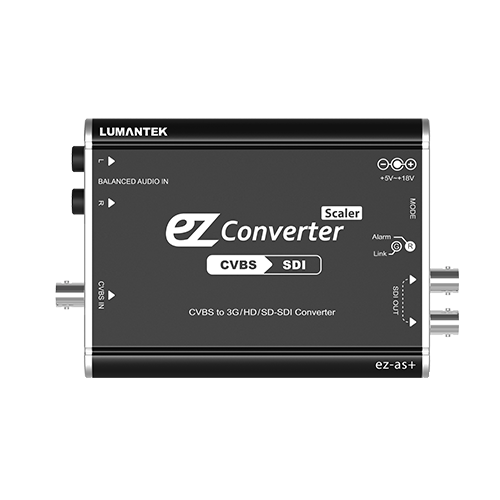 LUMANTEK
L
BALANCED AUDIO IN
R
+5V~+18V
MODE
Scaler
ez Converter
CVBS SDI
Alarm
Link
G R
CVBS IN
SDI OUT
CVBS to 3G/HD/SD-SDI Converter
ez-as+